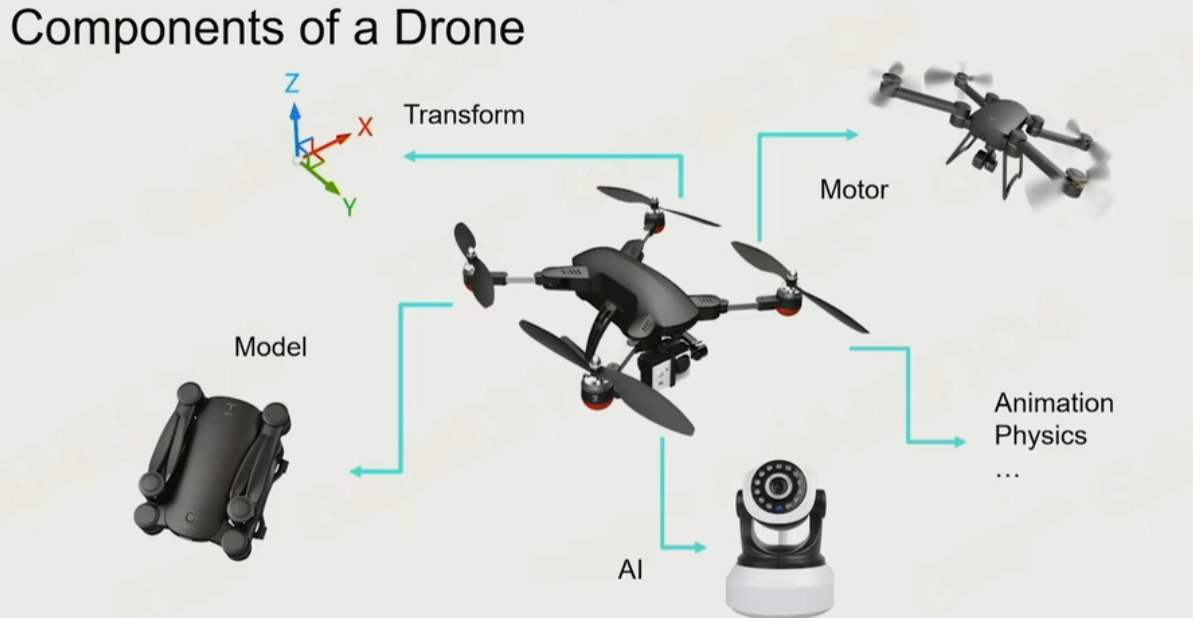 Components of a Drone
Z
X
Y
Transform
Motor
Model
Animation
Physics
...
AI